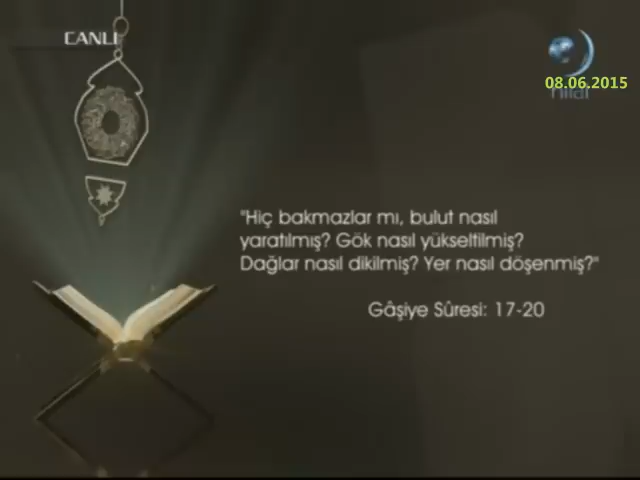 CANLI
08.06.2015
hilal
"Hiç bakmazlar mı, bulut nasıl
yaratılmış? Gök nasıl yükseltilmiş?
Dağlar nasıl dikilmiş? Yer nasıl döşenmiş?"
Gâşiye Sûresi: 17-20